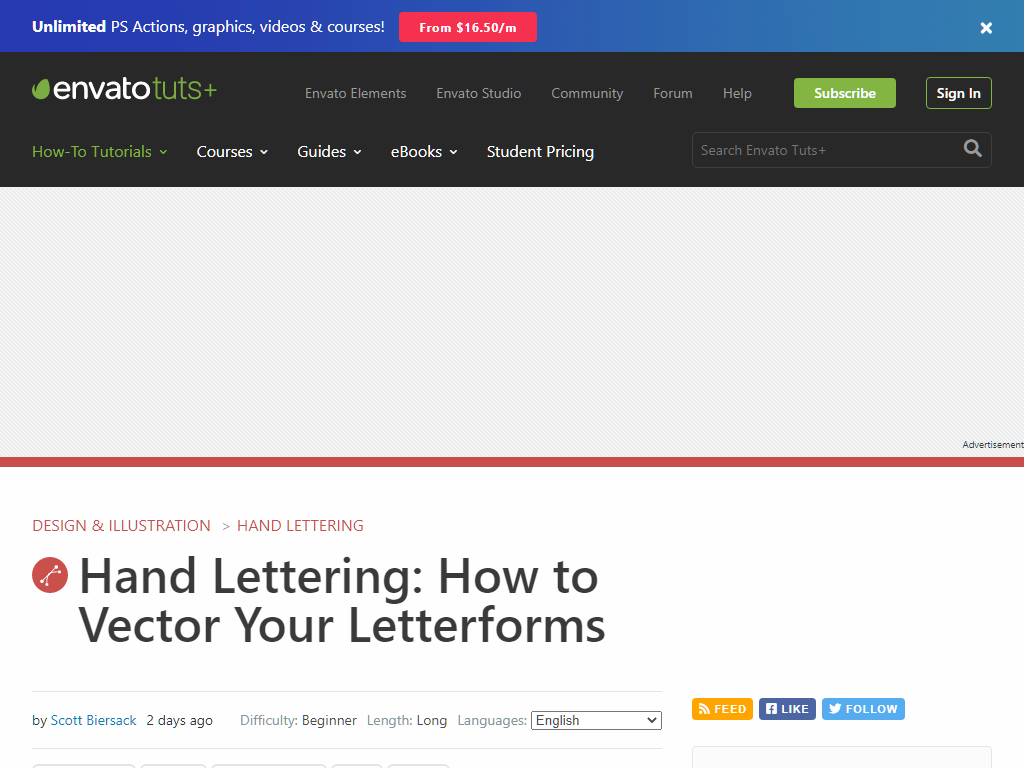 Unlimited PS Actions, graphics, videos & courses! From $16.50/m
envatotuts+
Envato Elements Envato Studio Community Forum Help Subscribe Sign In
How-To Tutorials Courses Guides eBooks Student Pricing Search Envato Tuts+
Advertisement
DESIGN & ILLUSTRATION > HAND LETTERING
Hand Lettering: How to
Vector Your Letterforms
by Scott Biersack 2 days ago Difficulty: Beginner Length: Long Languages: English
FEED LIKE FOLLOW